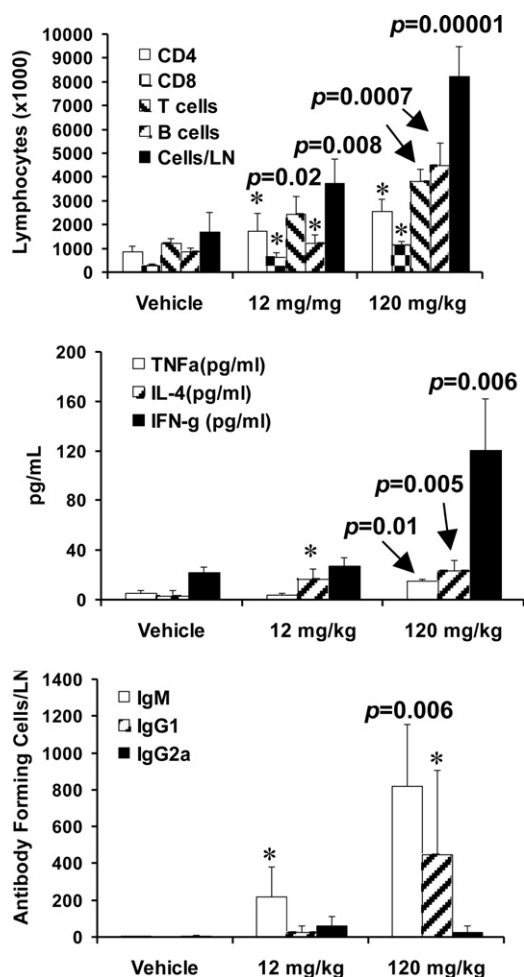 Lymphocytes (x1000)
10000
9000
8000
7000
6000
5000
4000
3000
2000
1000
0
CD4
CD8
T cells
B cells
Cells/LN
p=0.00001
p=0.0007
p=0.008
p=0.02
*
*
*
*
*
Vehicle
12 mg/mg
120 mg/kg
pg/mL
200
160
120
80
40
0
TNFa(pg/ml)
IL-4(pg/ml)
IFN-g (pg/ml)
p=0.006
p=0.005
p=0.01
*
Vehicle
12 mg/kg
120 mg/kg
Antibody Forming Cells/LN
1400
1200
1000
800
600
400
200
0
IgM
IgG1
IgG2a
p=0.006
*
*
Vehicle
12 mg/kg
120 mg/kg